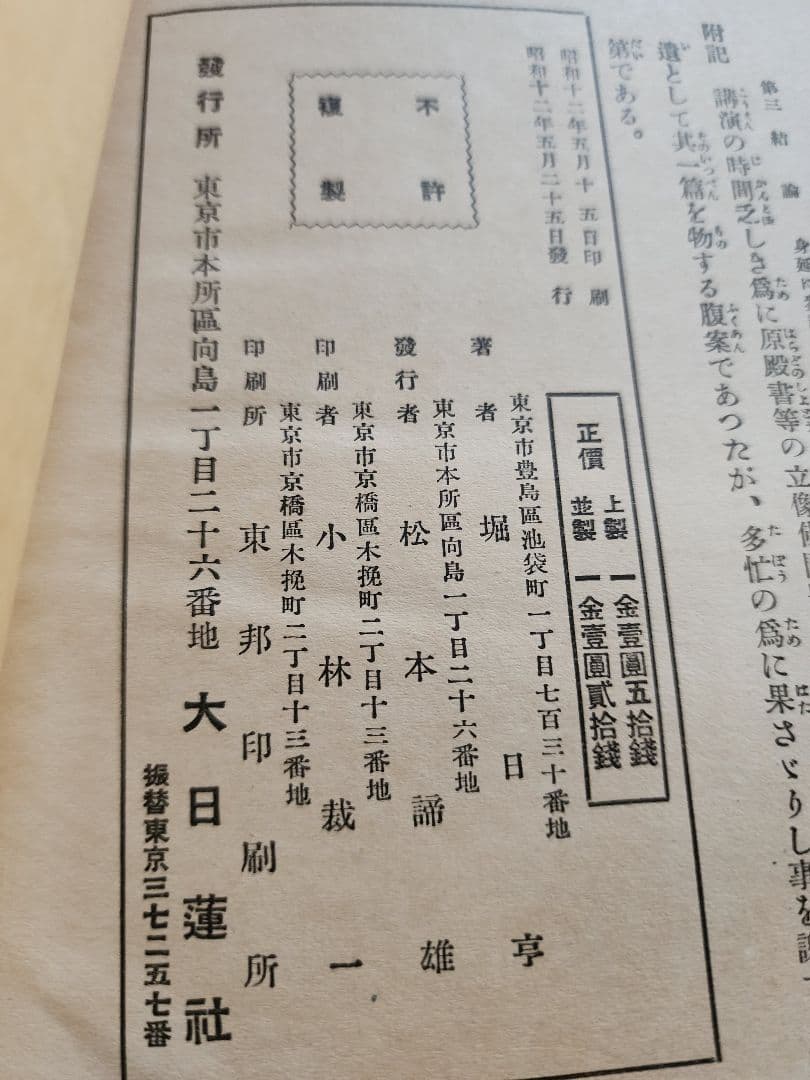 第三 結論
附記 講演の時間乏しき爲に原殿書等の立像
遺として其一篇を物する腹案であつたが、多忙の爲に果さゞりし事を
第である。
昭和十二年五月十五日印刷
昭和十二年五月二十五日發行
不許
複製
正價
上製 一金壹圓五拾錢
並製 一金壹圓貳拾錢
東京市豊島區池袋町一丁目七百三十番地
著者 堀日亨
東京市本所區向島一丁目二十六番地
發行者 松本諦雄
東京市京橋區木挽町二丁目十三番地
印刷者 小林裁一
東京市京橋區木挽町二丁目十三番地
印刷所 東邦印刷所
發行所 東京市本所區向島一丁目二十六番地 大日蓮社
振替東京三七二五七番